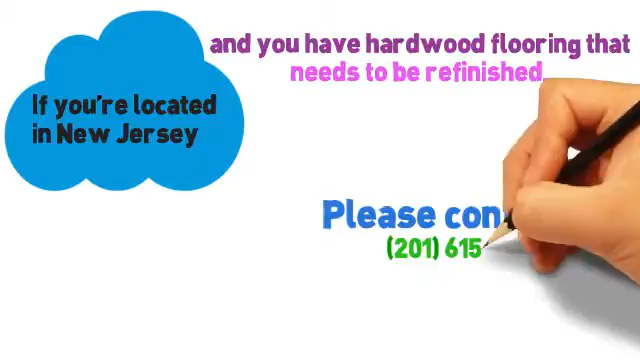 If you're located
in New Jersey
and you have hardwood flooring that
needs to be refinished
Please con
(201) 615